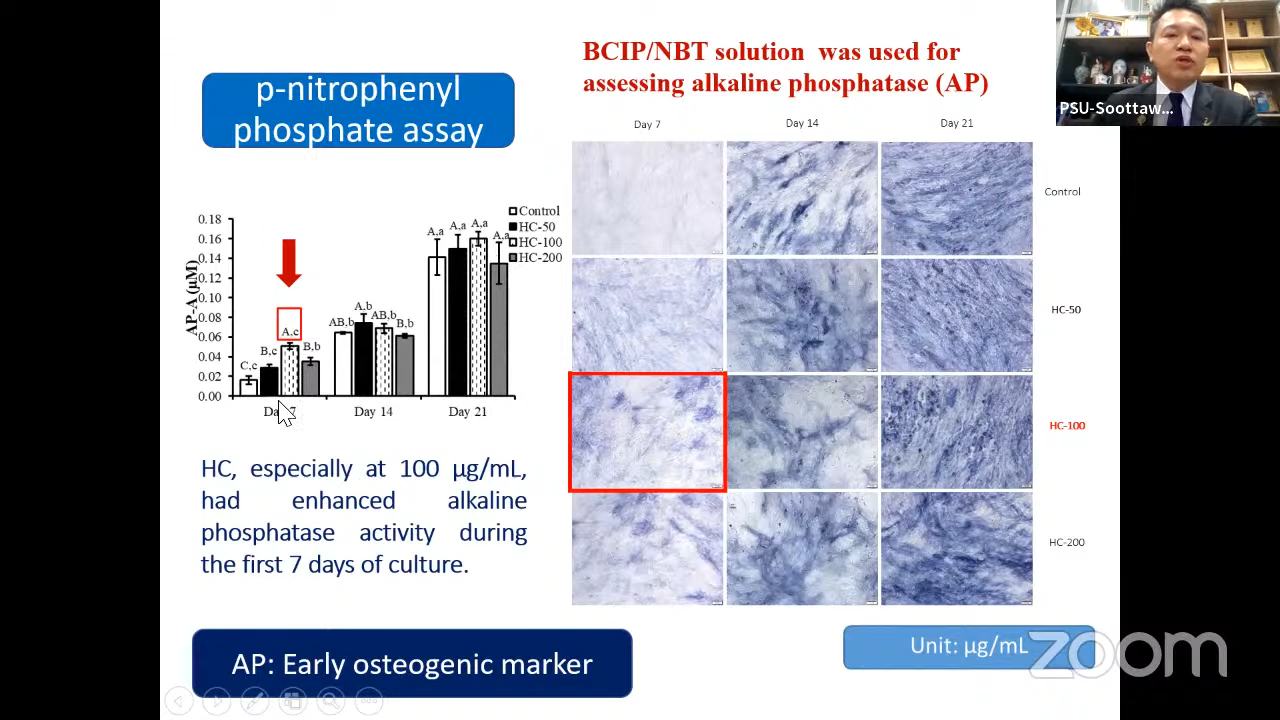 p-nitrophenyl
phosphate assay
BCIP/NBT solution was used for
assessing alkaline phosphatase (AP)
PSU-Soottaw...
Day 7
Day 14
Day 21
Control
HC-50
HC-100
HC-200
AP-A (μM)
0.18
0.16
0.14
0.12
0.10
0.08
0.06
0.04
0.02
0.00
Control
HC-50
HC-100
HC-200
C,c
B,c
A,c
B,b
AB,b
A,b
AB,b
B,b
A,a
A,a
A,a
A,a
Day 14
Day 21
HC, especially at 100 μg/mL,
had enhanced alkaline
phosphatase activity during
the first 7 days of culture.
AP: Early osteogenic marker
Unit: μg/mL
zoom